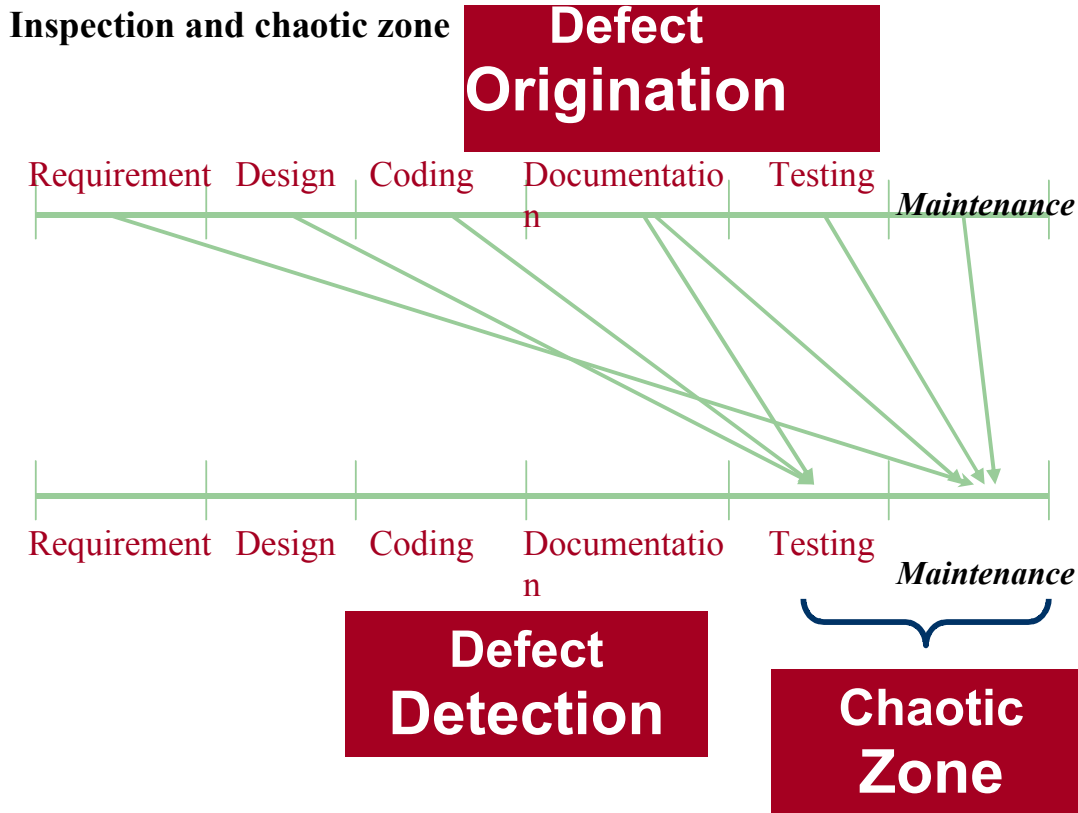 Inspection and chaotic zone
Defect
Origination
Requirement Design Coding Documentatio Testing
n
Maintenance
Requirement Design Coding Documentatio Testing
n
Maintenance
Defect
Detection
Chaotic
Zone